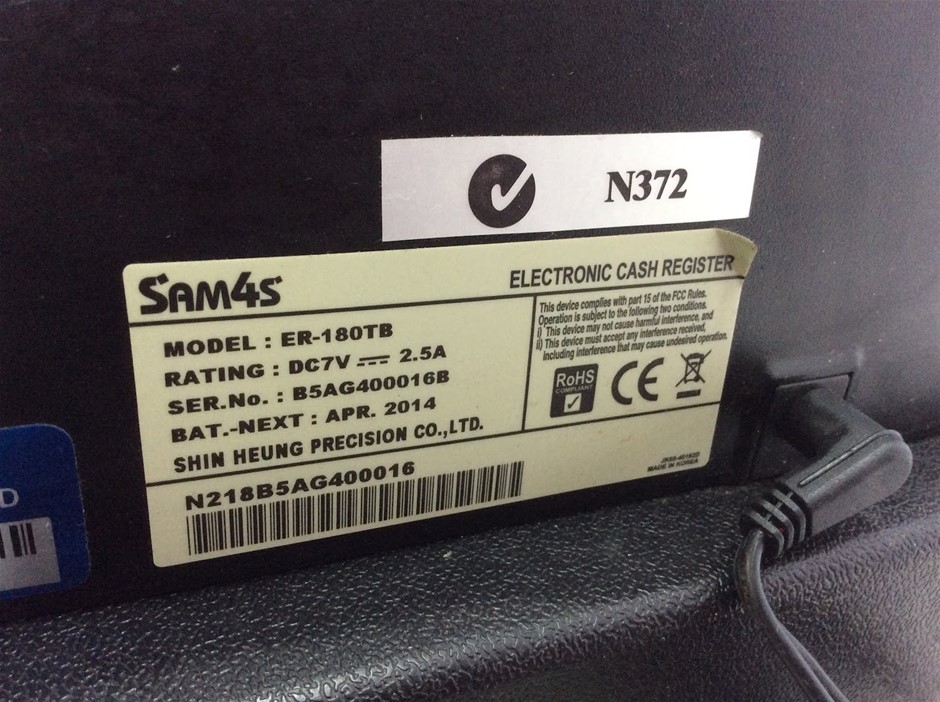 N372
SAM4S
ELECTRONIC CASH REGISTER
MODEL : ER-180TB
RATING : DC7V 2.5A
SER.No. : B5AG400016B
BAT.-NEXT : APR. 2014
SHIN HEUNG PRECISION CO.,LTD.
This device complies with part 15 of the FCC Rules.
Operation is subject to the following two conditions.
i) This device may not cause harmful interference, and
ii) This device must accept any interference received,
including interference that may cause undesired operation.
RoHS
COMPLIANT
CE
N218B5AG400016
MADE IN KOREA
D